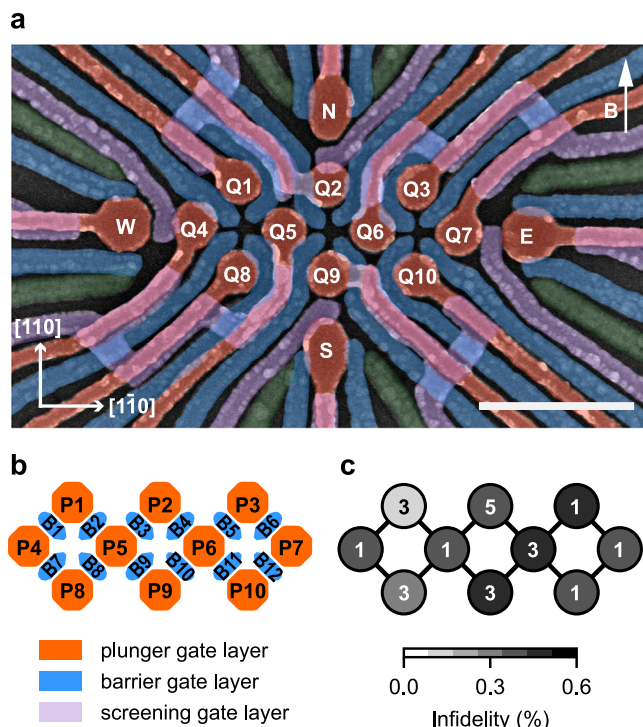 a
N
B
Q1
Q2
Q3
W
Q4
Q5
Q6
Q7
E
Q8
Q9
Q10
S
[110]
[11̅0]
b
c
P1
P2
P3
B1
B2
B3
B4
B5
B6
P4
P5
P6
P7
B7
B8
B9
B10
B11
B12
P8
P9
P10
3
5
1
1
1
3
1
3
3
1
plunger gate layer
barrier gate layer
screening gate layer
0.0 0.3 0.6
Infidelity (%)